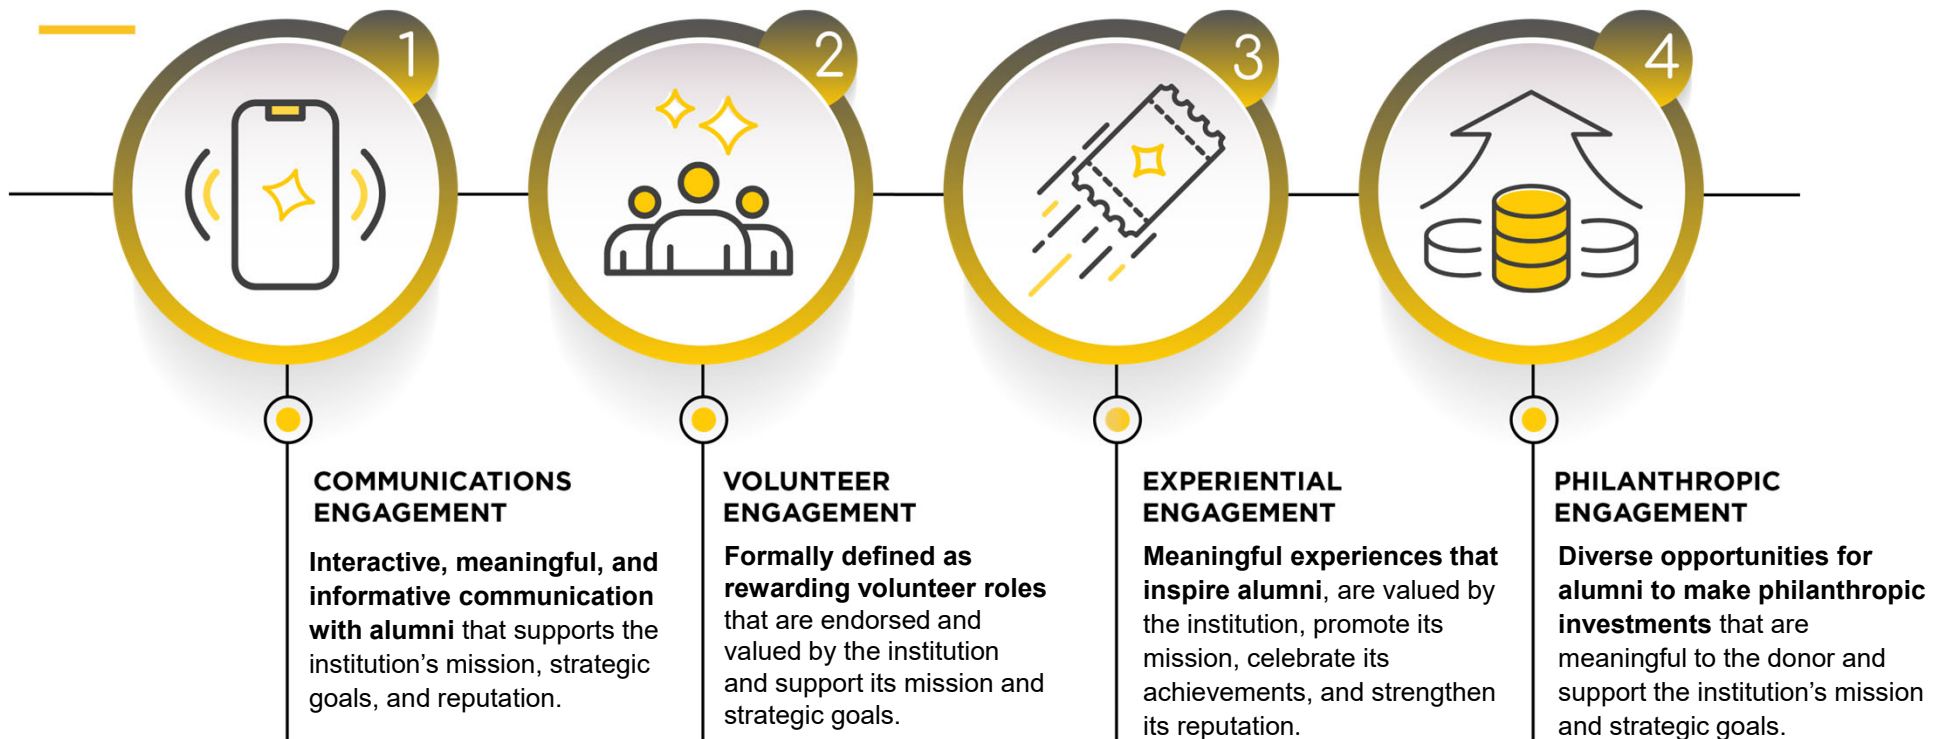 1
COMMUNICATIONS
ENGAGEMENT
Interactive, meaningful, and
informative communication
with alumni that supports the
institution’s mission, strategic
goals, and reputation.
2
VOLUNTEER
ENGAGEMENT
Formally defined as
rewarding volunteer roles
that are endorsed and
valued by the institution
and support its mission and
strategic goals.
3
EXPERIENTIAL
ENGAGEMENT
Meaningful experiences that
inspire alumni, are valued by
the institution, promote its
mission, celebrate its
achievements, and strengthen
its reputation.
4
PHILANTHROPIC
ENGAGEMENT
Diverse opportunities for
alumni to make philanthropic
investments that are
meaningful to the donor and
support the institution’s mission
and strategic goals.